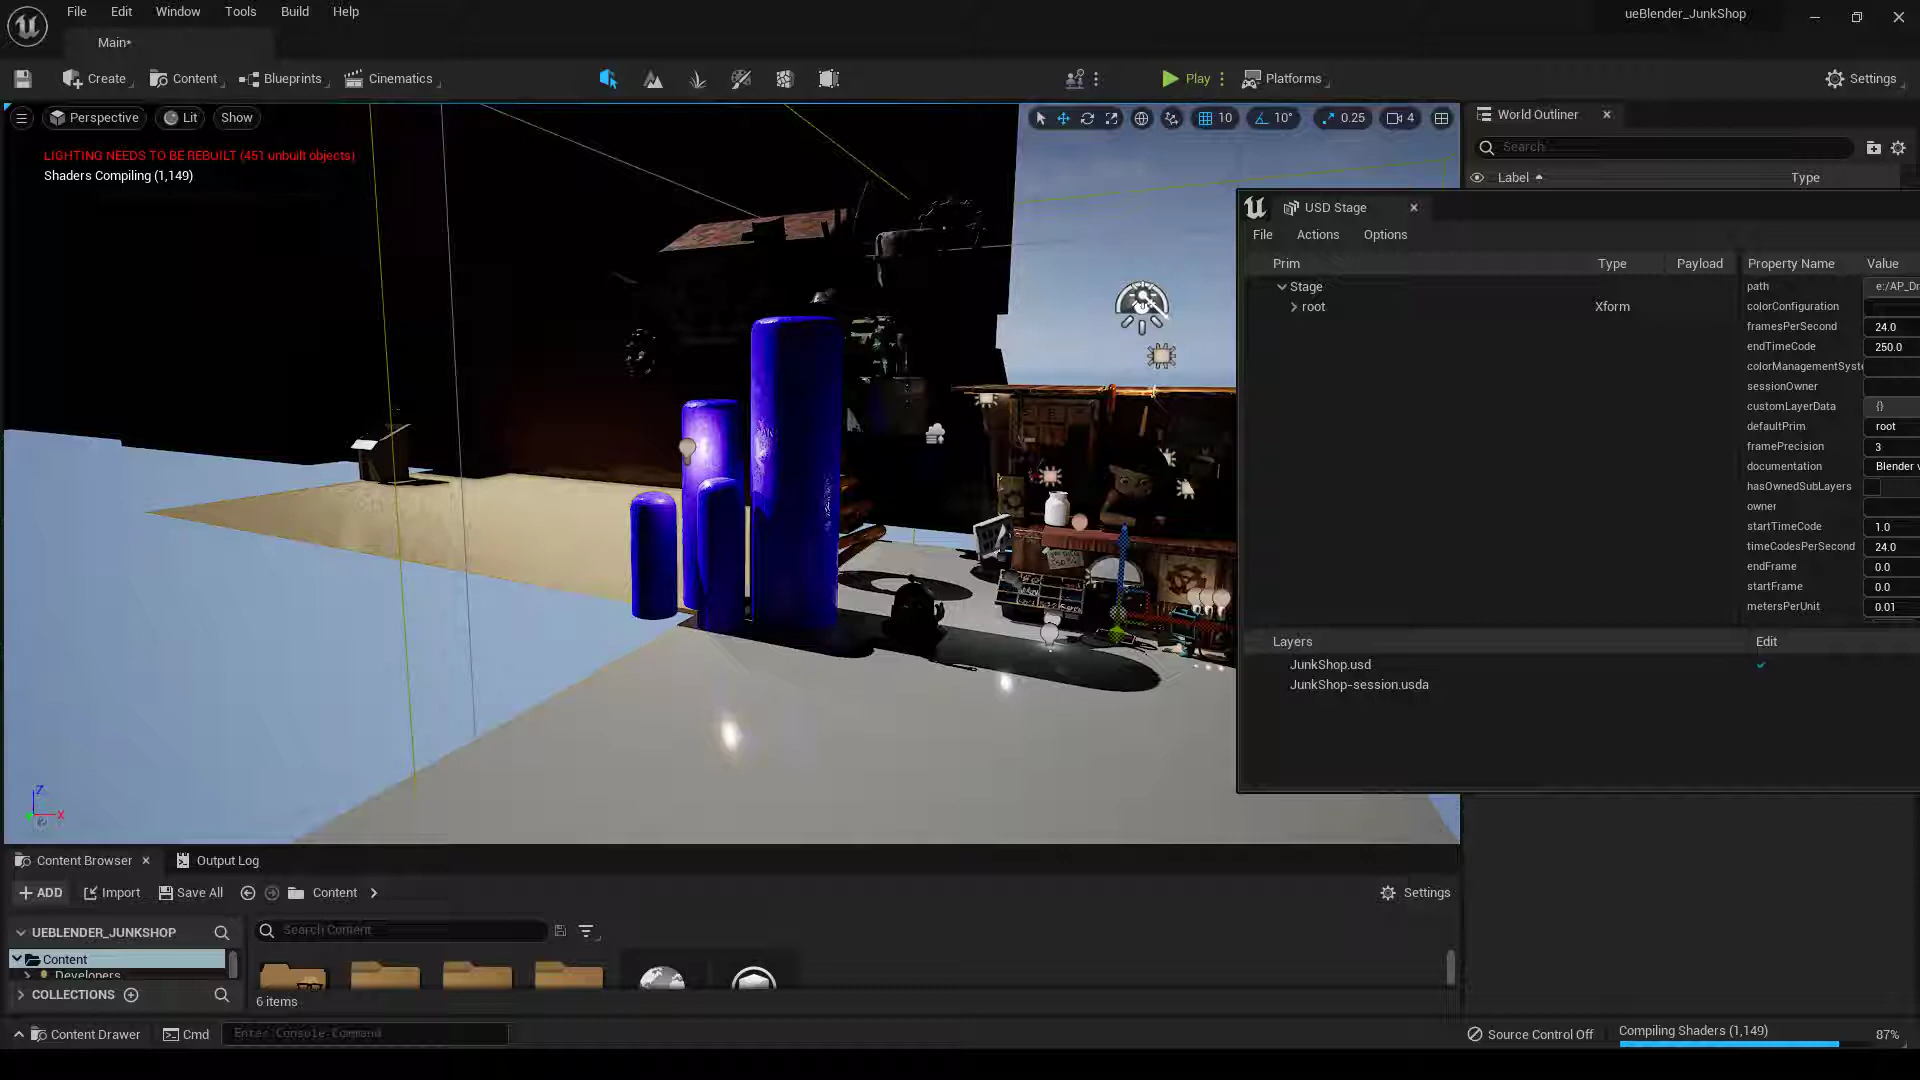 File Edit Window Tools Build Help
ueBlender_JunkShop
Main*
Create Content Blueprints Cinematics Play Platforms Settings
Perspective Lit Show 10 10° 0.25 4
World Outliner
Search
Label Type
LIGHTING NEEDS TO BE REBUILT (451 unbuilt objects)
Shaders Compiling (1,149)
USD Stage
File Actions Options
Prim Type Payload Property Name Value
Stage
root Xform
path e:/AP_Dr
colorConfiguration
framesPerSecond 24.0
endTimeCode 250.0
colorManagementSyste
sessionOwner
customLayerData {}
defaultPrim root
framePrecision 3
documentation Blender v
hasOwnedSubLayers
owner
startTimeCode 1.0
timeCodesPerSecond 24.0
endFrame 0.0
startFrame 0.0
metersPerUnit 0.01
Layers Edit
JunkShop.usd
JunkShop-session.usda
Z
X
Content Browser Output Log
ADD Import Save All Content Settings
UEBLENDER_JUNKSHOP
Search Content
Content
Developers
COLLECTIONS
6 items
Content Drawer Cmd Enter Console Command
Source Control Off Compiling Shaders (1,149) 87%